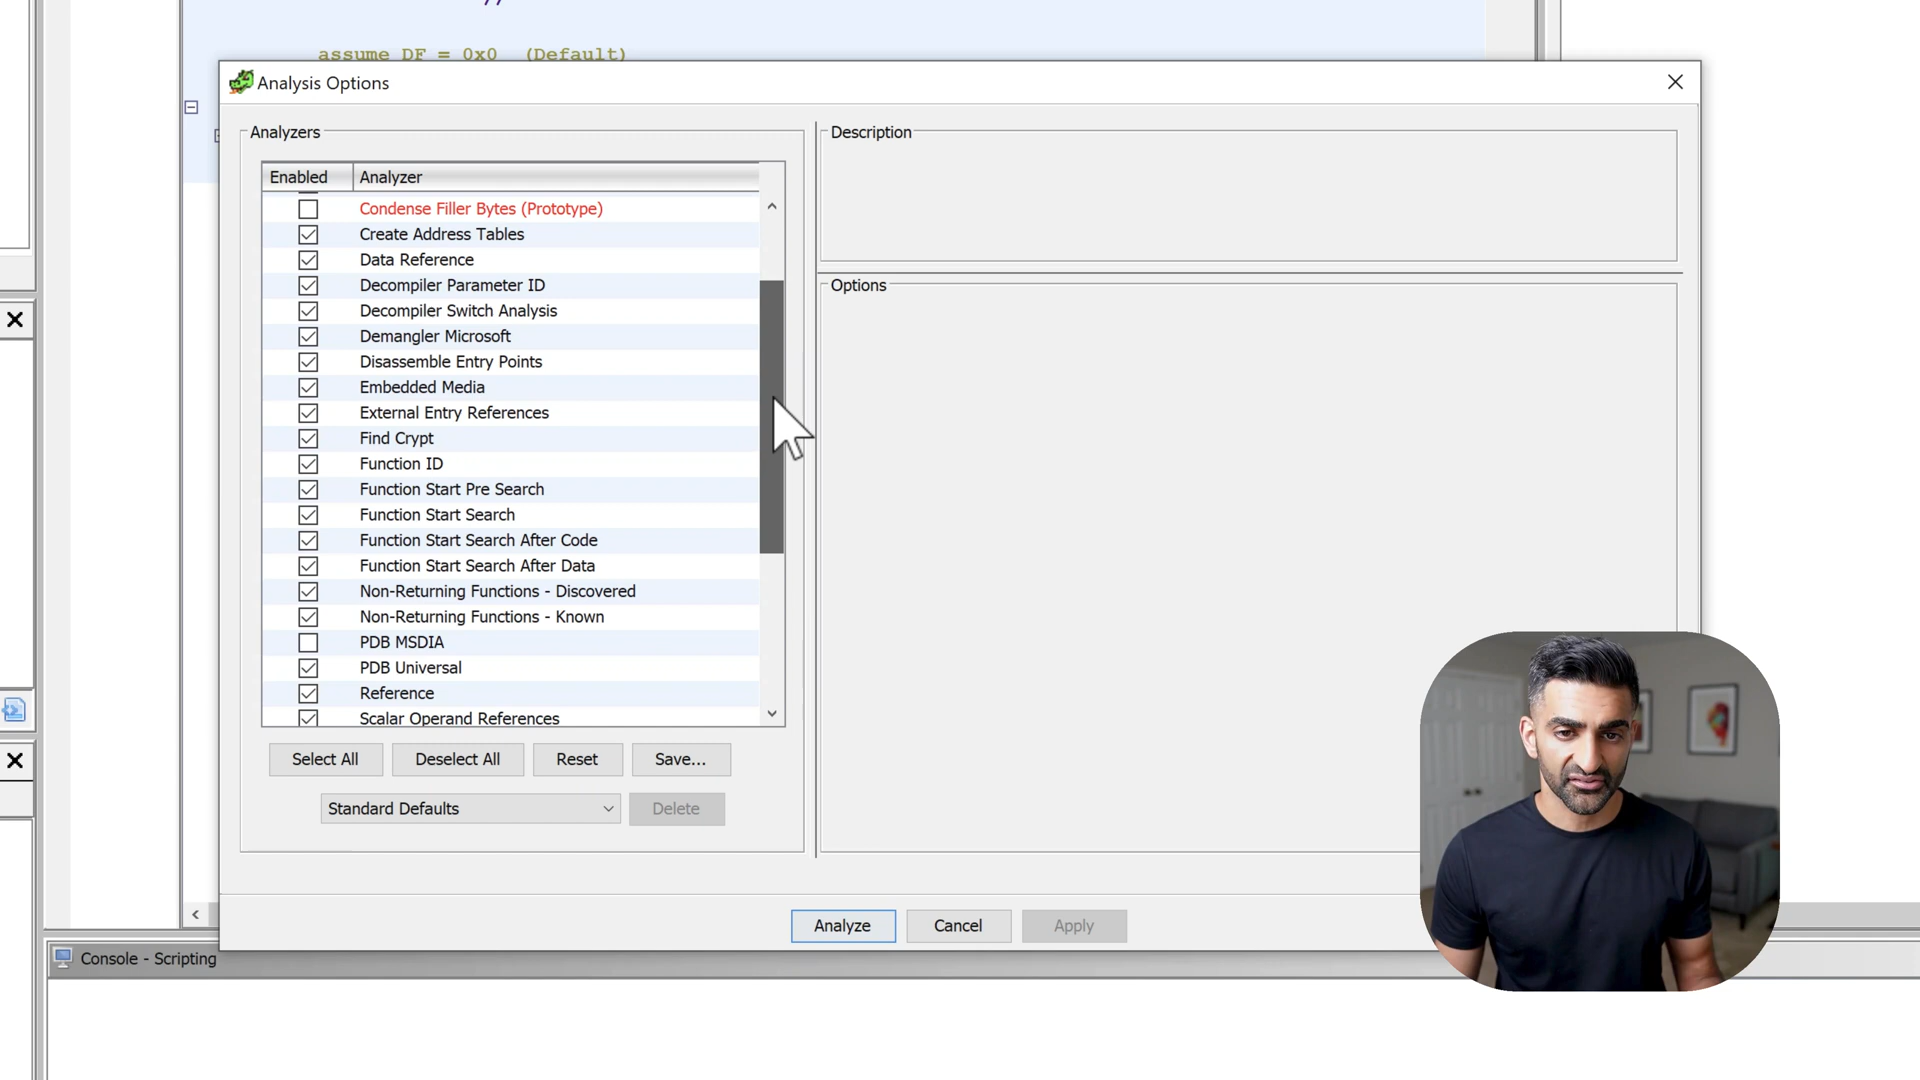 assume DF = 0x0 (Default)
Analysis Options
Analyzers
Enabled Analyzer
Condense Filler Bytes (Prototype)
Create Address Tables
Data Reference
Decompiler Parameter ID
Decompiler Switch Analysis
Demangler Microsoft
Disassemble Entry Points
Embedded Media
External Entry References
Find Crypt
Function ID
Function Start Pre Search
Function Start Search
Function Start Search After Code
Function Start Search After Data
Non-Returning Functions - Discovered
Non-Returning Functions - Known
PDB MSDIA
PDB Universal
Reference
Scalar Operand References
Select All Deselect All Reset Save...
Standard Defaults Delete
Description
Options
Analyze Cancel Apply
Console - Scripting